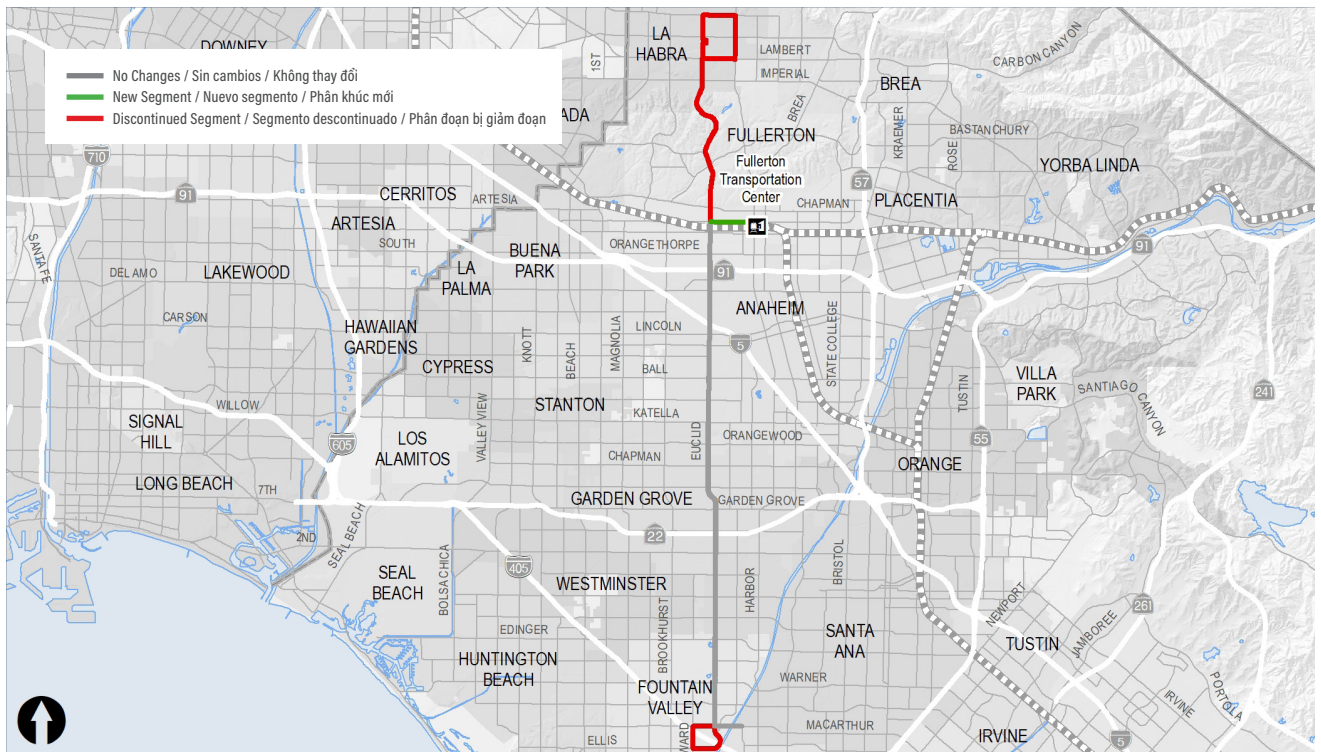 DOWNEY
No Changes / Sin cambios / Không thay đổi
New Segment / Nuevo segmento / Phân khúc mới
Discontinued Segment / Segmento descontinuado / Phân đoạn bị giảm đoạn
ADA
1ST
LA
HABRA
LAMBERT
IMPERIAL
BREA
CARBON CANYON
BREA
KRAEMER
BASTANCHURY
ROSE
FULLERTON
Fullerton
Transportation
Center
YORBA LINDA
710
91
CERRITOS
ARTESIA
57
CHAPMAN
PLACENTIA
ARTESIA
SOUTH
BUENA
PARK
ORANGETHORPE
91
91
SANTA FE
DEL AMO
LAKEWOOD
LA
PALMA
ANAHEIM
CARSON
HAWAIIAN
GARDENS
CYPRESS
KNOTT
BEACH
MAGNOLIA
LINCOLN
BALL
5
STATE COLLEGE
TUSTIN
VILLA
PARK
SANTIAGO CANYON
241
WILLOW
SIGNAL
HILL
STANTON
KATELLA
VALLEY VIEW
LOS
ALAMITOS
605
CHAPMAN
EUCLID
ORANGEWOOD
55
ORANGE
LONG BEACH
7TH
GARDEN GROVE
GARDEN GROVE
22
2ND
SEAL BEACH
SEAL
BEACH
BOLSA CHICA
405
WESTMINSTER
HARBOR
BRISTOL
NEWPORT
261
JAMBOREE
EDINGER
BROOKHURST
SANTA
ANA
TUSTIN
HUNTINGTON
BEACH
WARNER
FOUNTAIN
VALLEY
WARD
ELLIS
MACARTHUR
IRVINE
IRVINE
PORTOLA
5